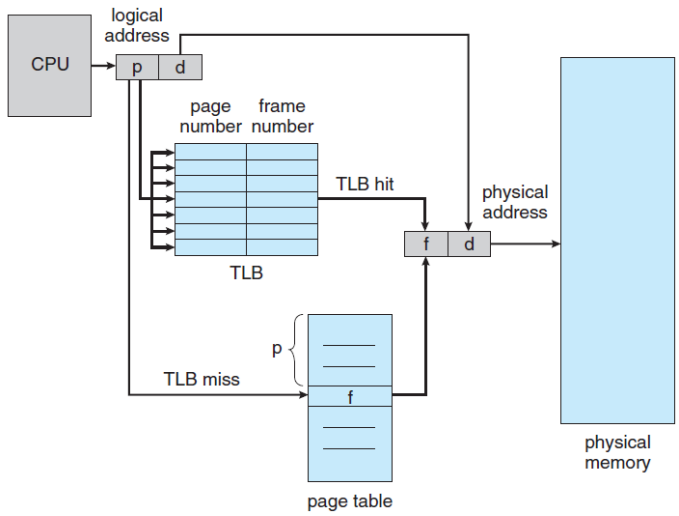 logical
address
CPU
p d
page frame
number number
TLB hit
physical
address
f d
TLB
p
TLB miss
f
page table
physical
memory